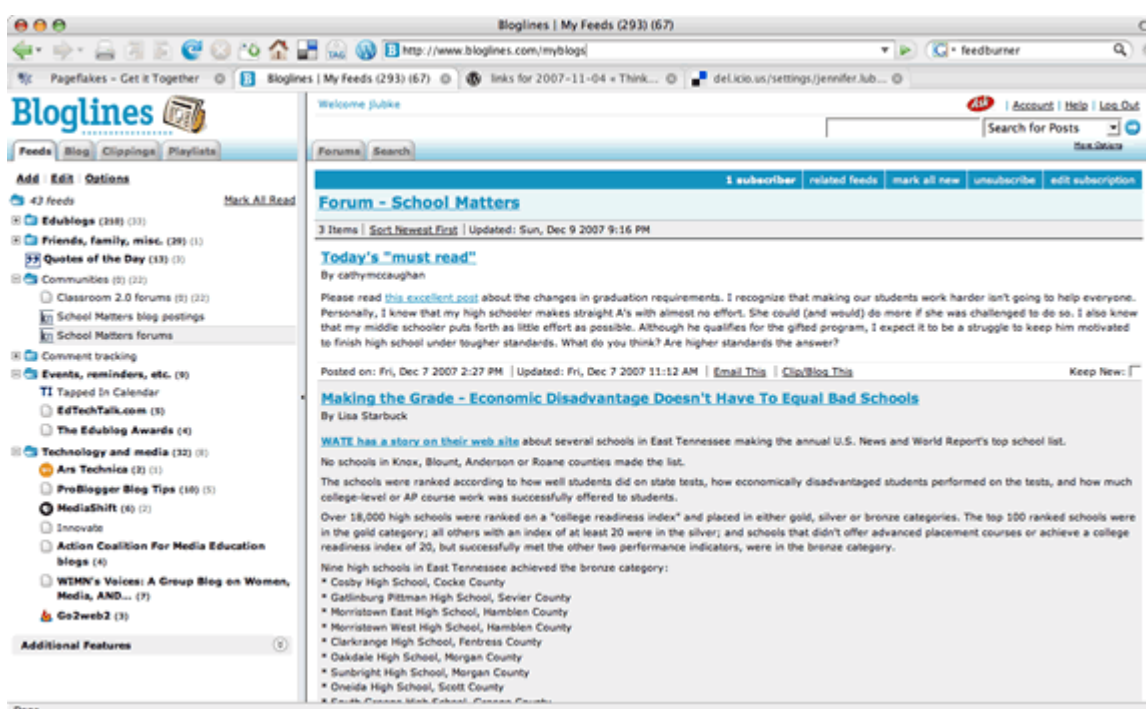 Bloglines | My Feeds (293) (67)
http://www.bloglines.com/myblogs
feedburner
Pageflakes - Get it Together
Bloglines | My Feeds (293) (67)
links for 2007-11-04 « Think...
del.icio.us/settings/jennifer.lub...
Bloglines
Feeds Blog Clippings Playlists
Add Edit Options
43 feeds Mark All Read
Edublogs (258) (33)
Friends, family, misc. (29) (1)
Quotes of the Day (13) (3)
Communities (0) (22)
Classroom 2.0 forums (0) (22)
School Matters blog postings
School Matters forums
Comment tracking
Events, reminders, etc. (9)
TI Tapped In Calendar
EdTechTalk.com (5)
The Edublog Awards (4)
Technology and media (32) (8)
Ars Technica (2) (1)
ProBlogger Blog Tips (10) (5)
MediaShift (6) (2)
Innovate
Action Coalition For Media Education
blogs (4)
WIMN's Voices: A Group Blog on Women,
Media, AND... (7)
Go2web2 (3)
Additional Features
Welcome jlubke
Ask | Account | Help | Log Out
Search for Posts
More Options
Forums Search
1 subscriber | related feeds | mark all new | unsubscribe | edit subscription
Forum - School Matters
3 Items | Sort Newest First | Updated: Sun, Dec 9 2007 9:16 PM
Today's "must read"
By cathymccaughan
Please read this excellent post about the changes in graduation requirements. I recognize that making our students work harder isn't going to help everyone.
Personally, I know that my high schooler makes straight A's with almost no effort. She could (and would) do more if she was challenged to do so. I also know
that my middle schooler puts forth as little effort as possible. Although he qualifies for the gifted program, I expect it to be a struggle to keep him motivated
to finish high school under tougher standards. What do you think? Are higher standards the answer?
Posted on: Fri, Dec 7 2007 2:27 PM | Updated: Fri, Dec 7 2007 11:12 AM | Email This | Clip/Blog This Keep New:
Making the Grade - Economic Disadvantage Doesn't Have To Equal Bad Schools
By Lisa Starbuck
WATE has a story on their web site about several schools in East Tennessee making the annual U.S. News and World Report's top school list.
No schools in Knox, Blount, Anderson or Roane counties made the list.
The schools were ranked according to how well students did on state tests, how economically disadvantaged students performed on the tests, and how much
college-level or AP course work was successfully offered to students.
Over 18,000 high schools were ranked on a "college readiness index" and placed in either gold, silver or bronze categories. The top 100 ranked schools were
in the gold category; all others with an index of at least 20 were in the silver; and schools that didn't offer advanced placement courses or achieve a college
readiness index of 20, but successfully met the other two performance indicators, were in the bronze category.
Nine high schools in East Tennessee achieved the bronze category:
* Cosby High School, Cocke County
* Gatlinburg Pittman High School, Sevier County
* Morristown East High School, Hamblen County
* Morristown West High School, Hamblen County
* Clarkrange High School, Fentress County
* Oakdale High School, Morgan County
* Sunbright High School, Morgan County
* Oneida High School, Scott County
* South Greene High School, Greene County